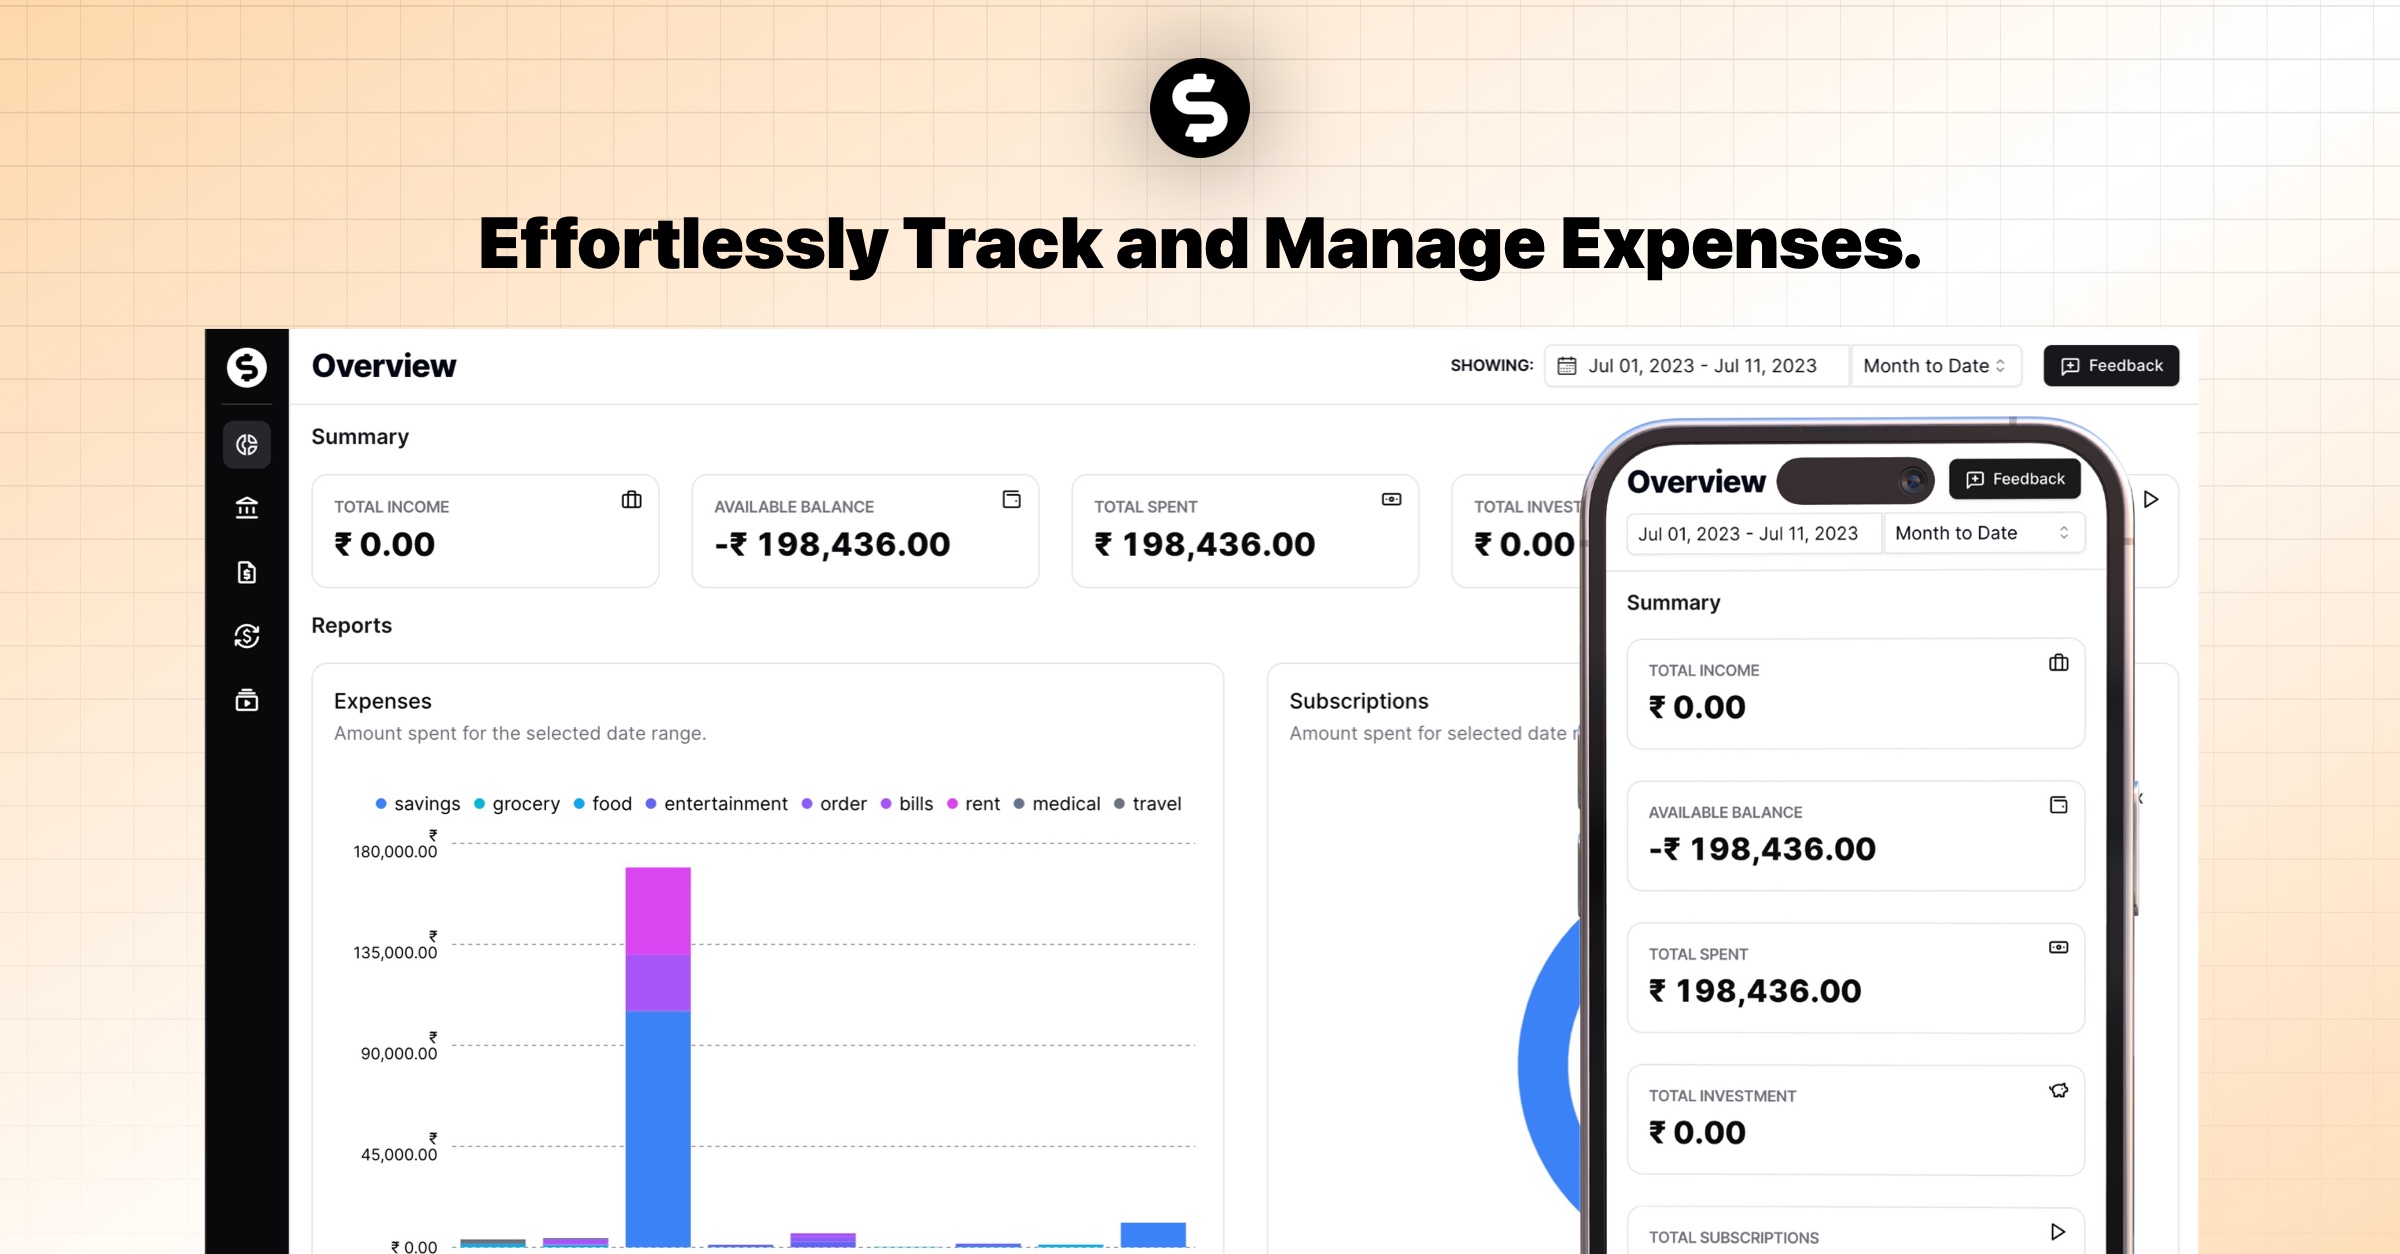 Effortlessly Track and Manage Expenses.
Overview
SHOWING: Jul 01, 2023 - Jul 11, 2023 Month to Date Feedback
Summary
TOTAL INCOME
₹ 0.00
AVAILABLE BALANCE
-₹ 198,436.00
TOTAL SPENT
₹ 198,436.00
TOTAL INVEST
₹ 0.00
Reports
Expenses
Amount spent for the selected date range.
savings grocery food entertainment order bills rent medical travel
₹
180,000.00
₹
135,000.00
₹
90,000.00
₹
45,000.00
₹ 0.00
Subscriptions
Amount spent for selected date
Overview Feedback
Jul 01, 2023 - Jul 11, 2023 Month to Date
Summary
TOTAL INCOME
₹ 0.00
AVAILABLE BALANCE
-₹ 198,436.00
TOTAL SPENT
₹ 198,436.00
TOTAL INVESTMENT
₹ 0.00
TOTAL SUBSCRIPTIONS